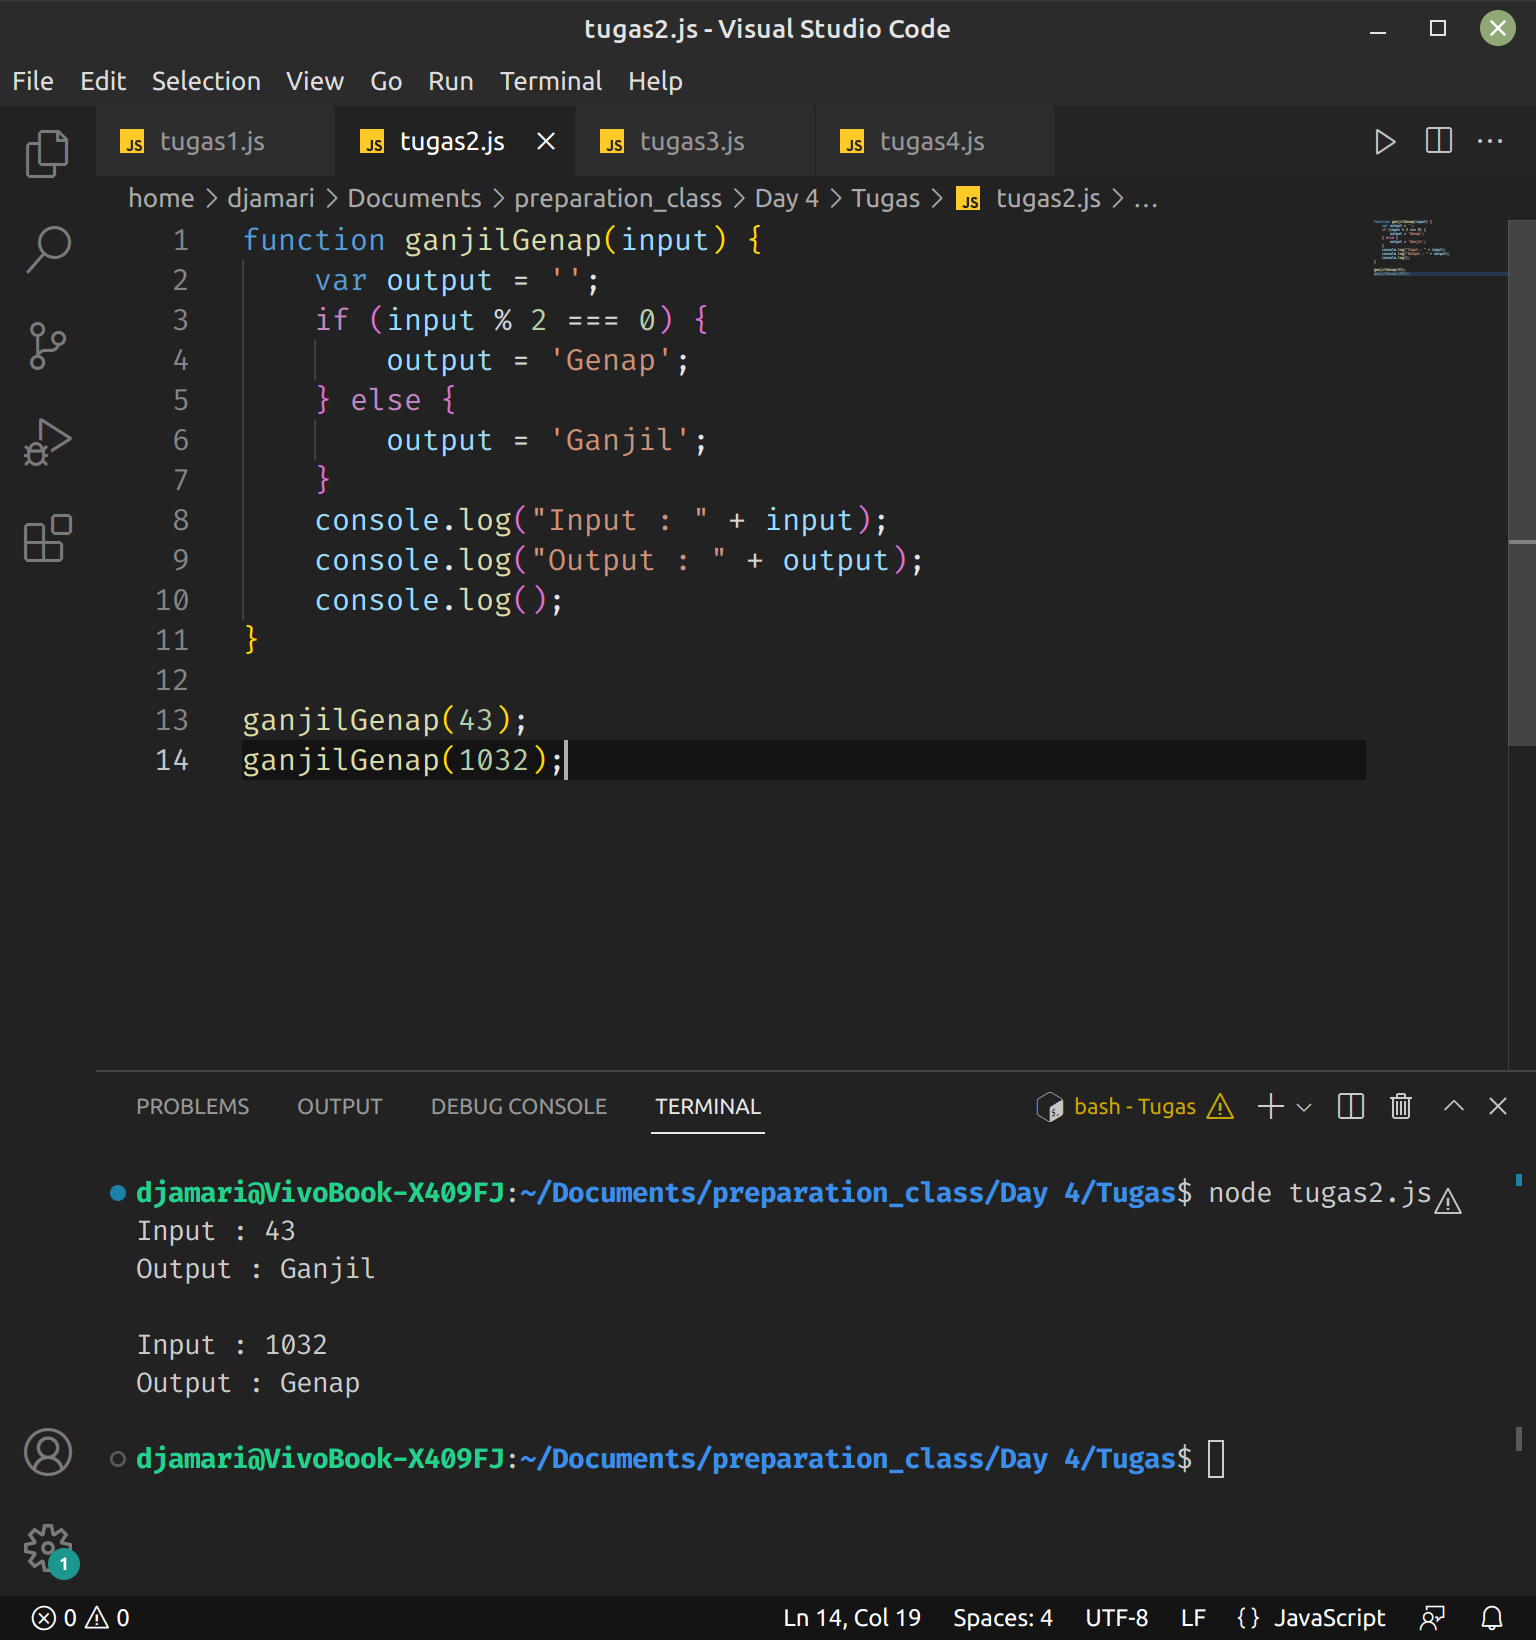 tugas2.js - Visual Studio Code
File Edit Selection View Go Run Terminal Help
JS tugas1.js JS tugas2.js JS tugas3.js JS tugas4.js
home > djamari > Documents > preparation_class > Day 4 > Tugas > JS tugas2.js > ...
1 function ganjilGenap(input) {
2     var output = '';
3     if (input % 2 === 0) {
4         output = 'Genap';
5     } else {
6         output = 'Ganjil';
7     }
8     console.log("Input : " + input);
9     console.log("Output : " + output);
10     console.log();
11 }
12
13 ganjilGenap(43);
14 ganjilGenap(1032);
PROBLEMS OUTPUT DEBUG CONSOLE TERMINAL bash - Tugas
djamari@VivoBook-X409FJ:~/Documents/preparation_class/Day 4/Tugas$ node tugas2.js
Input : 43
Output : Ganjil
Input : 1032
Output : Genap
djamari@VivoBook-X409FJ:~/Documents/preparation_class/Day 4/Tugas$
1
0 0 Ln 14, Col 19 Spaces: 4 UTF-8 LF {} JavaScript